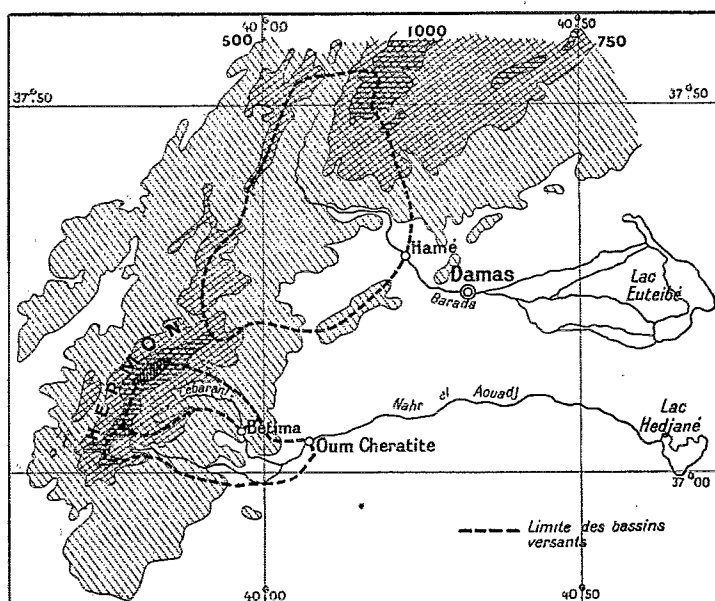 40 00
40 50
500
1000
750
37°50
37°50
Hamé
Damas
Barada
Lac
Euteibé
HERMON
Bétima
Nahr el Aouadj
Oum Cheratite
Lac
Hedjané
37°00
Limite des bassins
versants
40 00
40 50